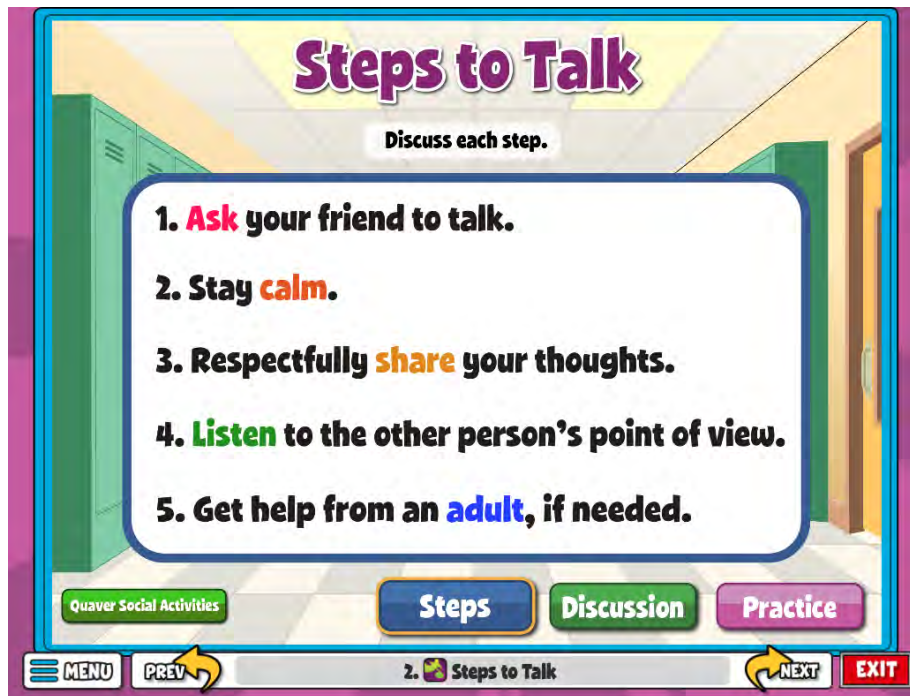 Steps to Talk
Discuss each step.
1. Ask your friend to talk.
2. Stay calm.
3. Respectfully share your thoughts.
4. Listen to the other person's point of view.
5. Get help from an adult, if needed.
Quaver Social Activities
Steps
Discussion
Practice
MENU
PREV
2. Steps to Talk
NEXT
EXIT